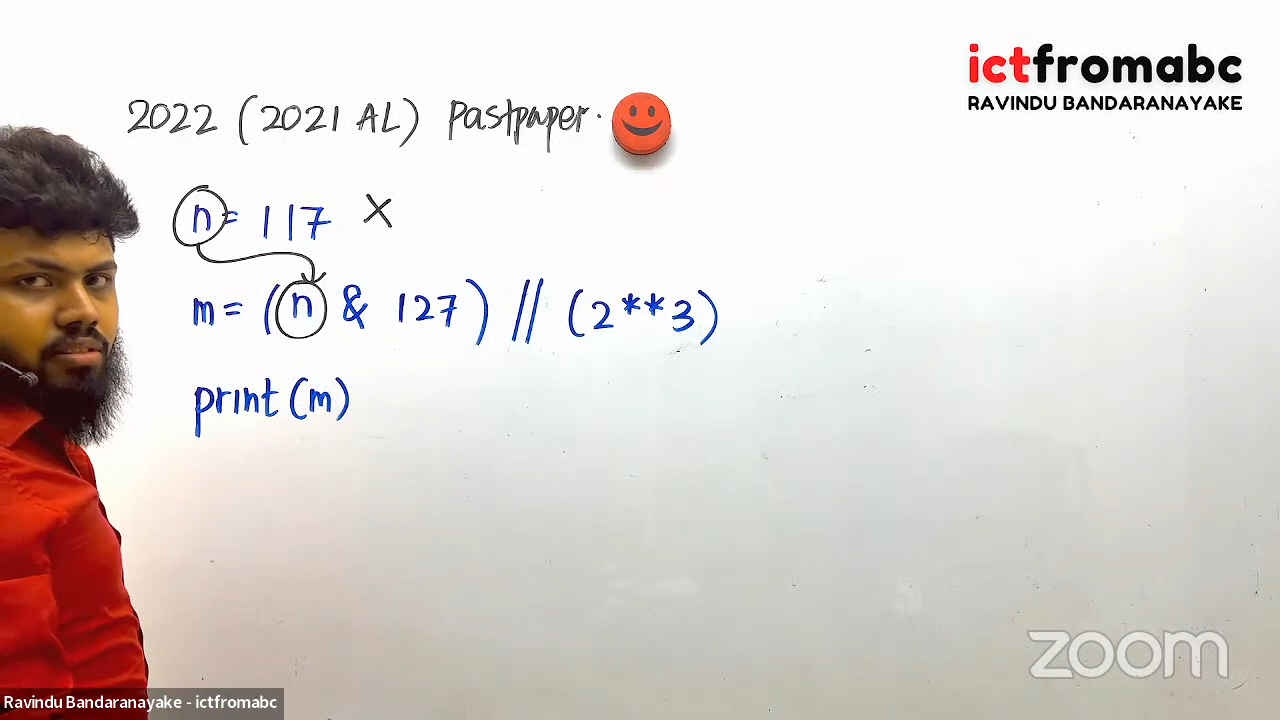 ictfromabc
RAVINDU BANDARANAYAKE
2022 (2021 AL) Pastpaper.
n = 117 X
m = (n & 127) // (2**3)
print(m)
zoom
Ravindu Bandaranayake - ictfromabc